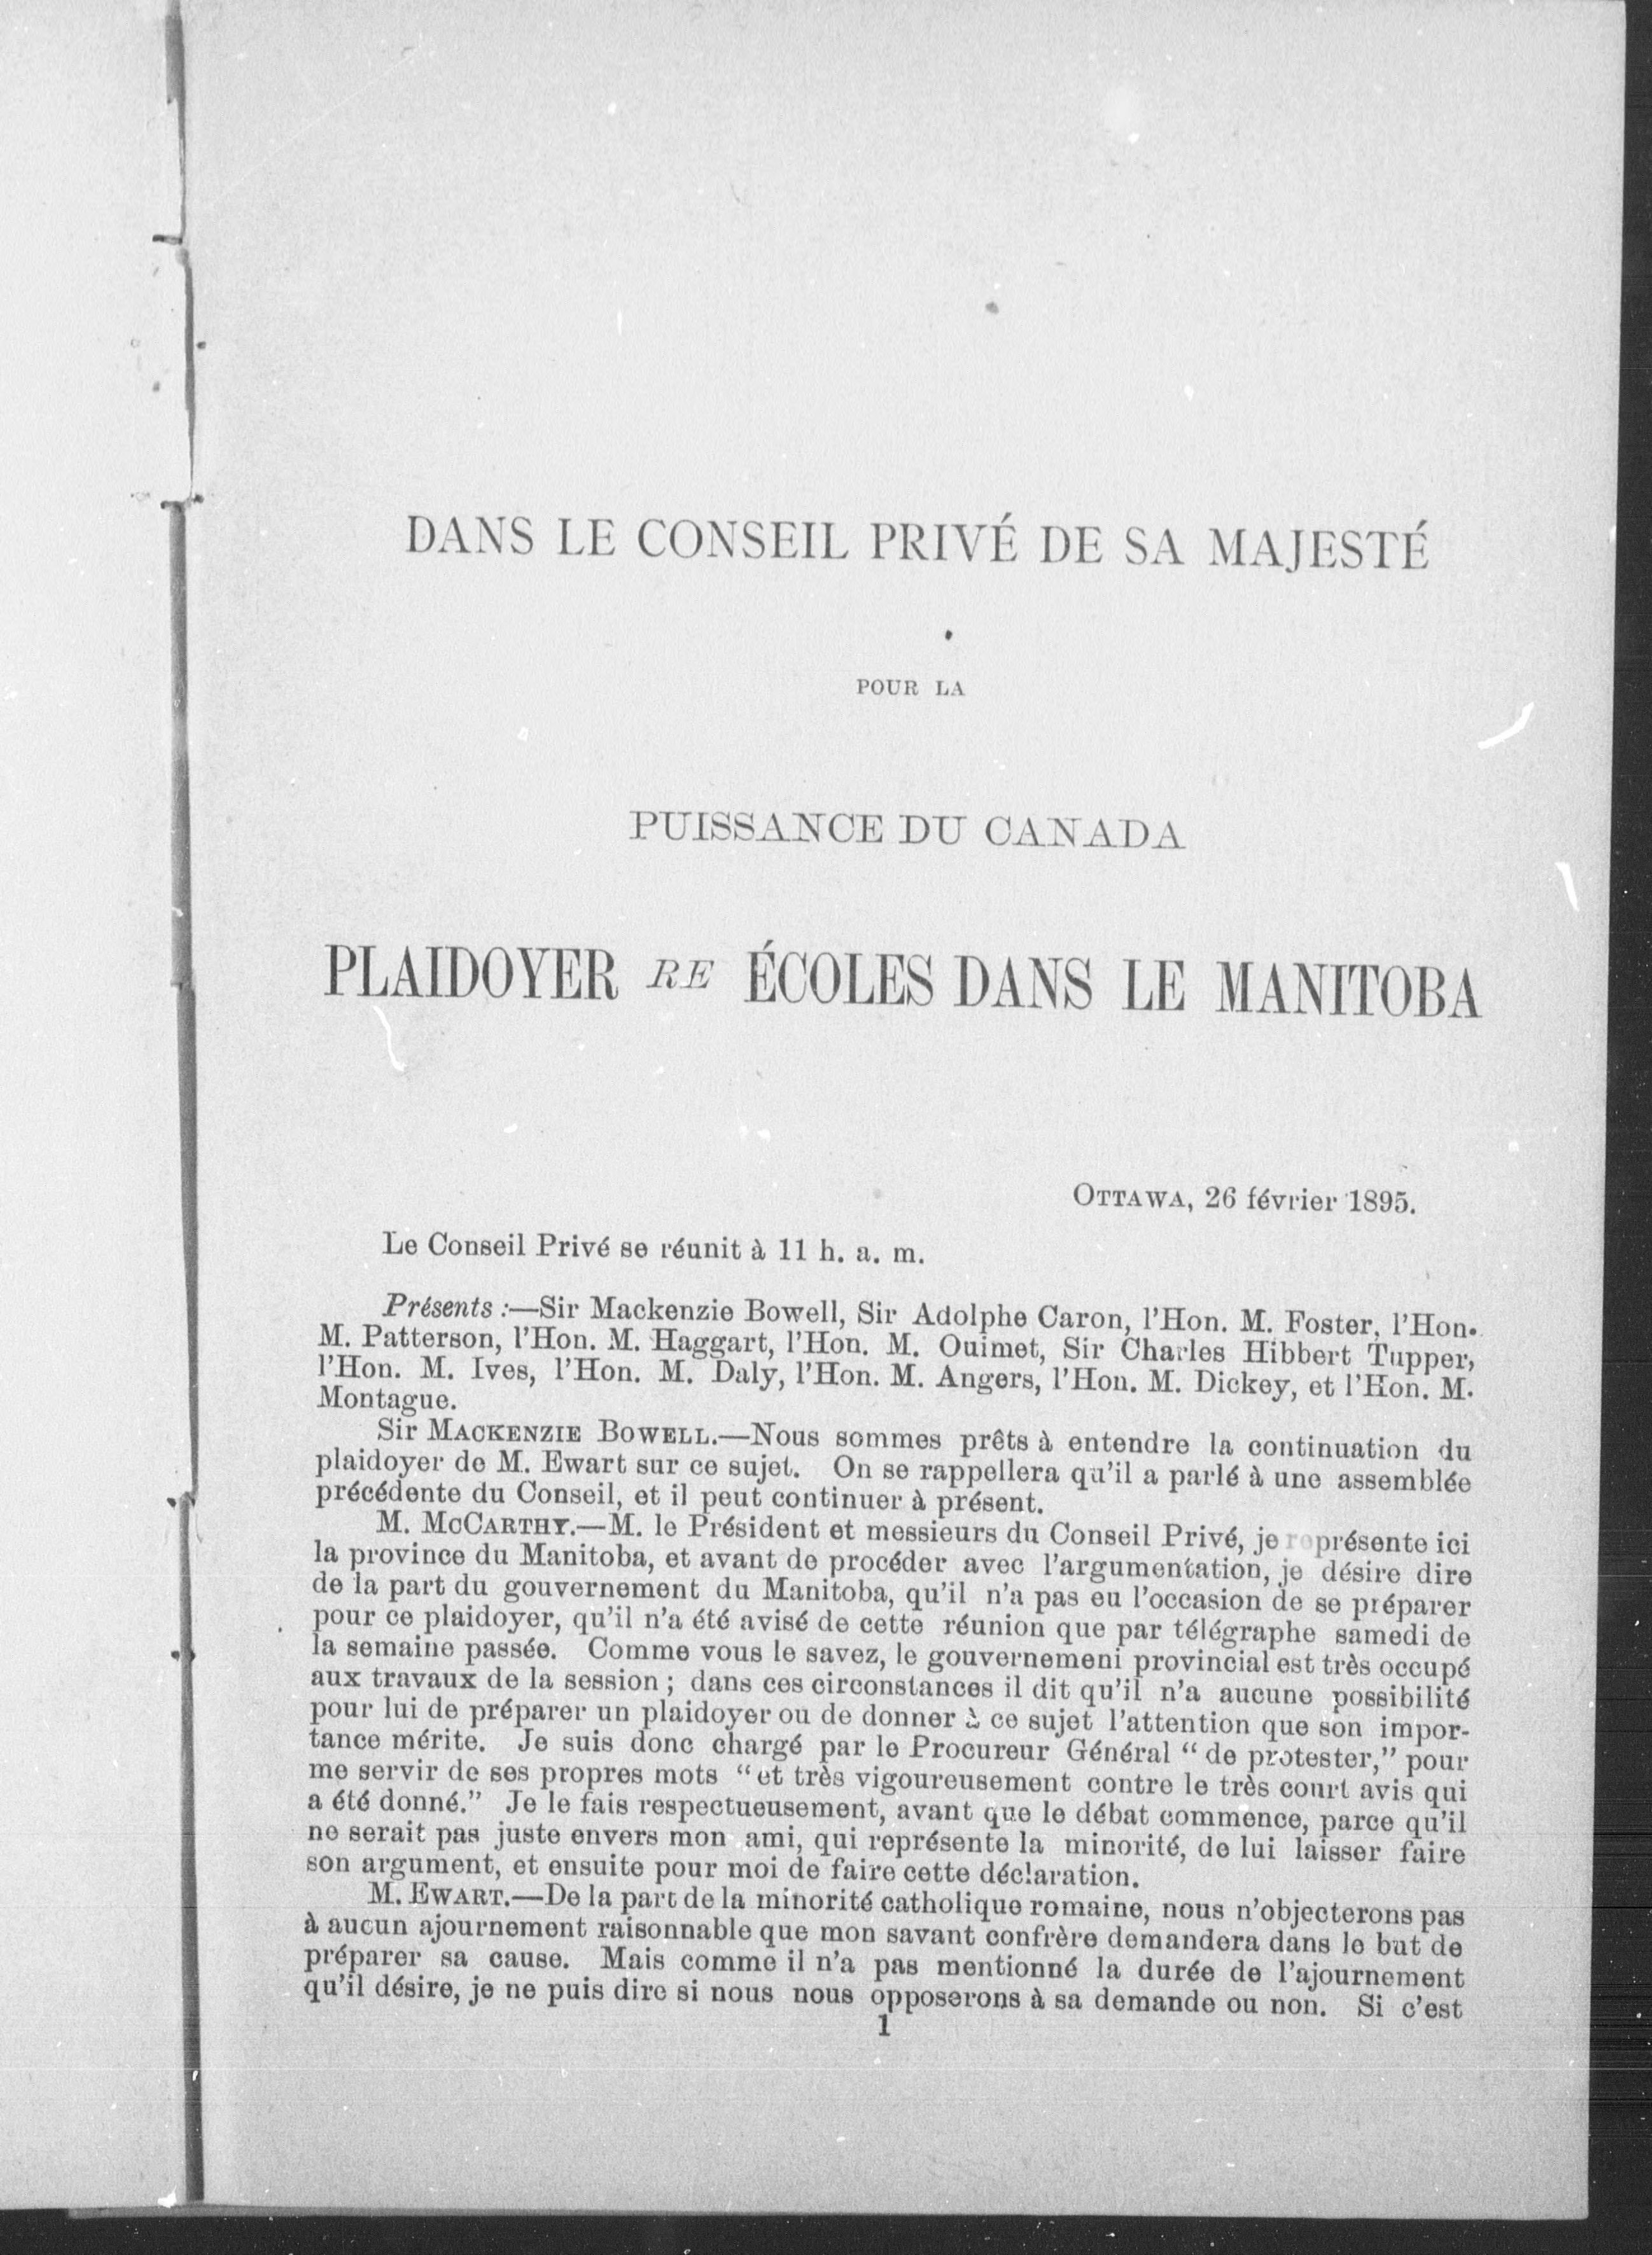 DANS LE CONSEIL PRIVÉ DE SA MAJESTÉ
POUR LA
PUISSANCE DU CANADA
PLAIDOYER RE ÉCOLES DANS LE MANITOBA
OTTAWA, 26 février 1895.
Le Conseil Privé se réunit à 11 h. a. m.
Présents :—Sir Mackenzie Bowell, Sir Adolphe Caron, l'Hon. M. Foster, l'Hon.
M. Patterson, l'Hon. M. Haggart, l'Hon. M. Ouimet, Sir Charles Hibbert Tupper,
l'Hon. M. Ives, l'Hon. M. Daly, l'Hon. M. Angers, l'Hon. M. Dickey, et l'Hon. M.
Montague.
Sir MACKENZIE BOWELL.—Nous sommes prêts à entendre la continuation du
plaidoyer de M. Ewart sur ce sujet. On se rappellera qu'il a parlé à une assemblée
précédente du Conseil, et il peut continuer à présent.
M. MCCARTHY.—M. le Président et messieurs du Conseil Privé, je représente ici
la province du Manitoba, et avant de procéder avec l'argumentation, je désire dire
de la part du gouvernement du Manitoba, qu'il n'a pas eu l'occasion de se préparer
pour ce plaidoyer, qu'il n'a été avisé de cette réunion que par télégraphe samedi de
la semaine passée. Comme vous le savez, le gouvernemeni provincial est très occupé
aux travaux de la session ; dans ces circonstances il dit qu'il n'a aucune possibilité
pour lui de préparer un plaidoyer ou de donner à ce sujet l'attention que son impor-
tance mérite. Je suis donc chargé par le Procureur Général " de protester," pour
me servir de ses propres mots "et très vigoureusement contre le très court avis qui
a été donné." Je le fais respectueusement, avant que le débat commence, parce qu'il
ne serait pas juste envers mon ami, qui représente la minorité, de lui laisser faire
son argument, et ensuite pour moi de faire cette déclaration.
M. EWART.—De la part de la minorité catholique romaine, nous n'objecterons pas
à aucun ajournement raisonnable que mon savant confrère demandera dans le but de
préparer sa cause. Mais comme il n'a pas mentionné la durée de l'ajournement
qu'il désire, je ne puis dire si nous nous opposerons à sa demande ou non. Si c'est
1